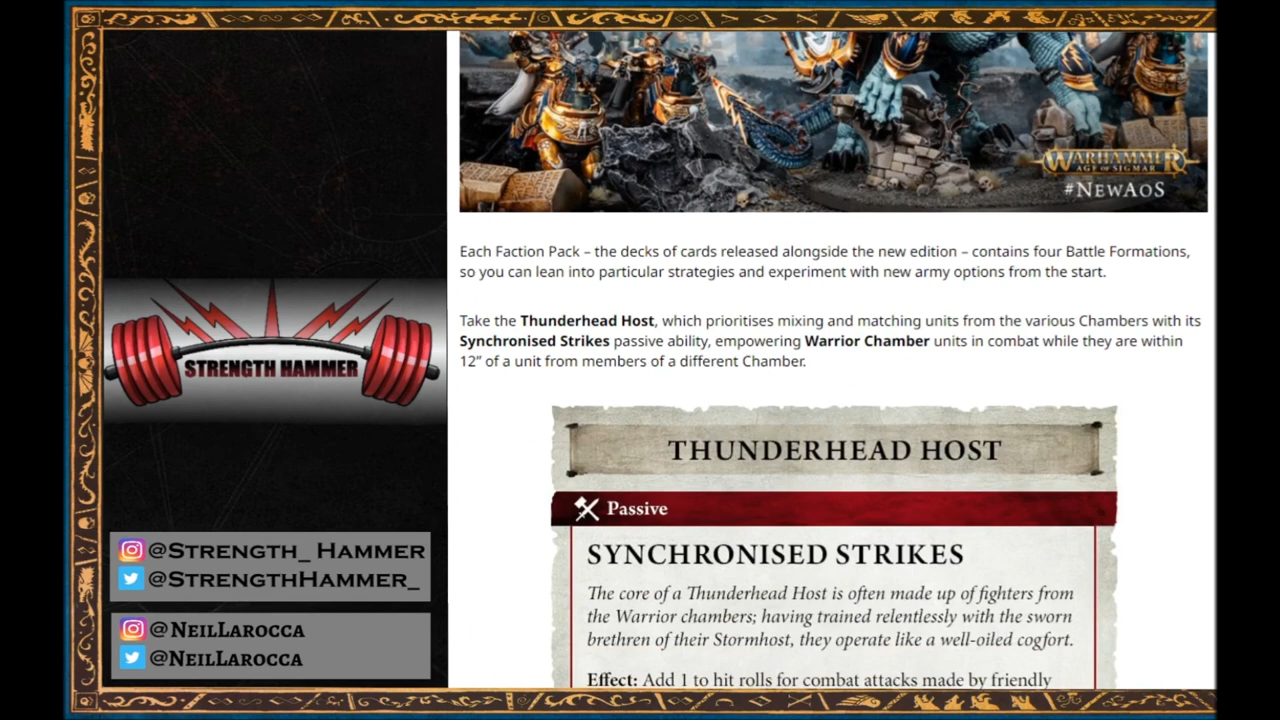 WARHAMMER
AGE OF SIGMAR
#NewAoS
Each Faction Pack – the decks of cards released alongside the new edition – contains four Battle Formations,
so you can lean into particular strategies and experiment with new army options from the start.
Take the Thunderhead Host, which prioritises mixing and matching units from the various Chambers with its
Synchronised Strikes passive ability, empowering Warrior Chamber units in combat while they are within
12” of a unit from members of a different Chamber.
THUNDERHEAD HOST
Passive
SYNCHRONISED STRIKES
The core of a Thunderhead Host is often made up of fighters from
the Warrior chambers; having trained relentlessly with the sworn
brethren of their Stormhost, they operate like a well-oiled cogfort.
Effect: Add 1 to hit rolls for combat attacks made by friendly
STRENGTH HAMMER
@Strength_Hammer
@StrengthHammer_
@NeilLarocca
@NeilLarocca